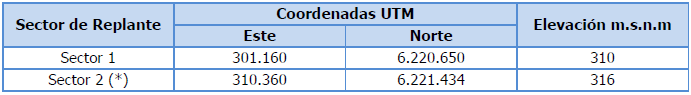 Sector de Replante Coordenadas UTM Elevación m.s.n.m
Este Norte
Sector 1 301.160 6.220.650 310
Sector 2 (*) 310.360 6.221.434 316